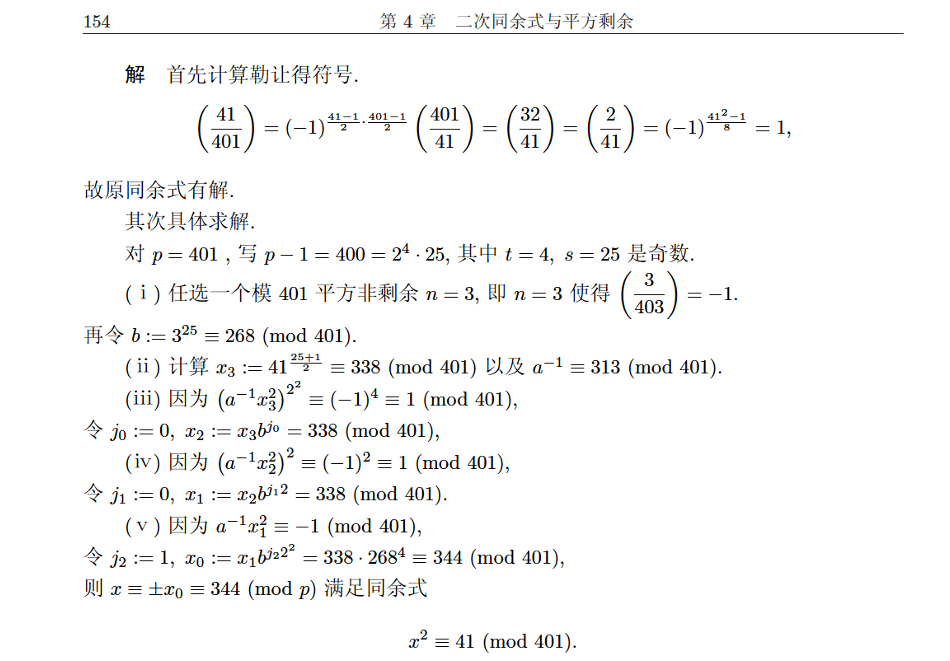 154 第 4 章 二次同余式与平方剩余
解 首先计算勒让得符号.
$\left(\frac{41}{401}\right) = (-1)^{\frac{41-1}{2}\cdot\frac{401-1}{2}}\left(\frac{401}{41}\right) = \left(\frac{32}{41}\right) = \left(\frac{2}{41}\right) = (-1)^{\frac{41^2-1}{8}} = 1,$
故原同余式有解.
其次具体求解.
对 $p = 401$ , 写 $p - 1 = 400 = 2^4 \cdot 25$, 其中 $t = 4,\ s = 25$ 是奇数.
(ⅰ) 任选一个模 401 平方非剩余 $n = 3$, 即 $n = 3$ 使得 $\left(\frac{3}{403}\right) = -1$.
再令 $b := 3^{25} \equiv 268 \pmod{401}$.
(ⅱ) 计算 $x_3 := 41^{\frac{25+1}{2}} \equiv 338 \pmod{401}$ 以及 $a^{-1} \equiv 313 \pmod{401}$.
(ⅲ) 因为 $\left(a^{-1}x_3^2\right)^{2^2} \equiv (-1)^4 \equiv 1 \pmod{401}$,
令 $j_0 := 0,\ x_2 := x_3b^{j_0} = 338 \pmod{401}$,
(ⅳ) 因为 $\left(a^{-1}x_2^2\right)^2 \equiv (-1)^2 \equiv 1 \pmod{401}$,
令 $j_1 := 0,\ x_1 := x_2b^{j_1 2} = 338 \pmod{401}$.
(ⅴ) 因为 $a^{-1}x_1^2 \equiv -1 \pmod{401}$,
令 $j_2 := 1,\ x_0 := x_1b^{j_2 2^2} = 338 \cdot 268^4 \equiv 344 \pmod{401}$,
则 $x \equiv \pm x_0 \equiv 344 \pmod{p}$ 满足同余式
$x^2 \equiv 41 \pmod{401}.$